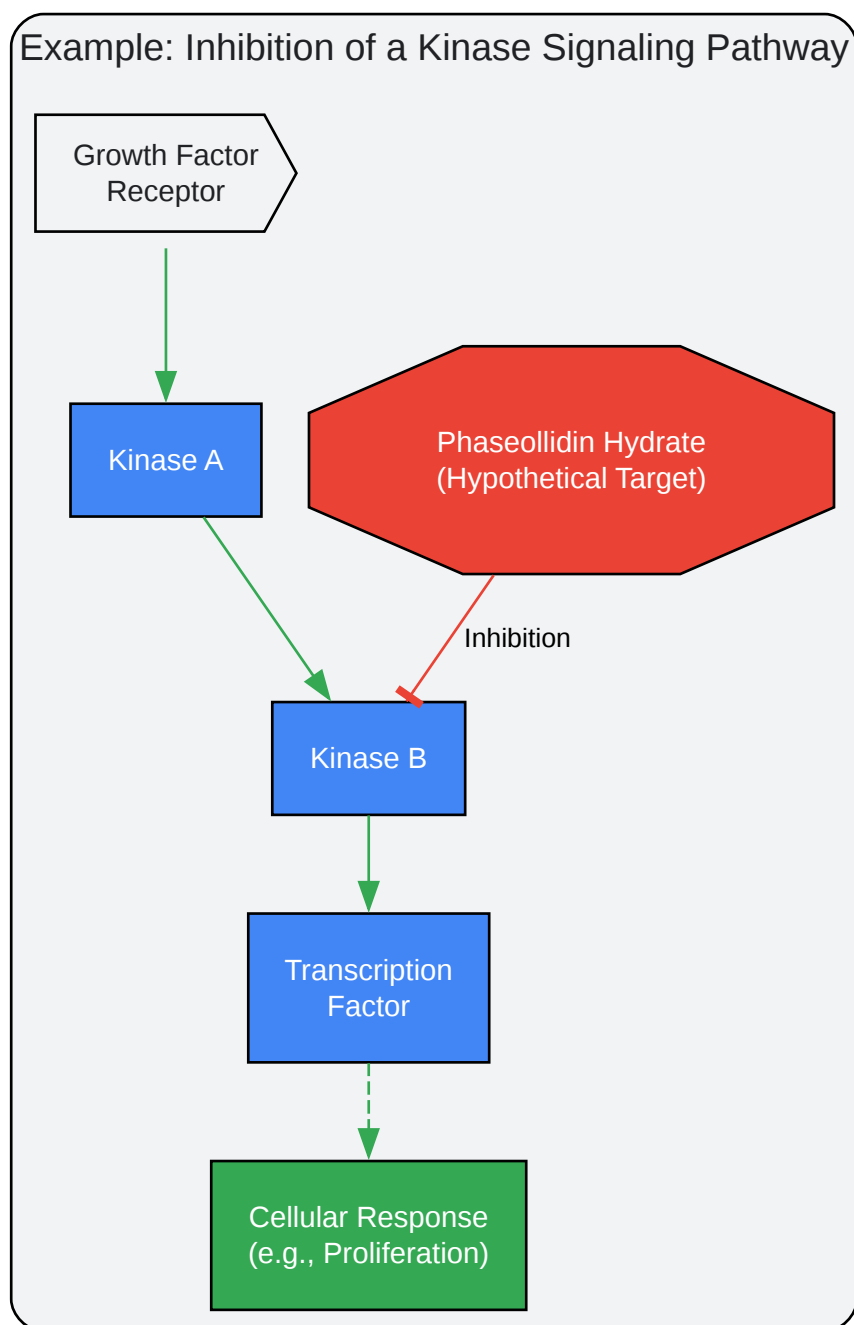 Example: Inhibition of a Kinase Signaling Pathway
Growth Factor
Receptor
Kinase A
Phaseollidin Hydrate
(Hypothetical Target)
Inhibition
Kinase B
Transcription
Factor
Cellular Response
(e.g., Proliferation)